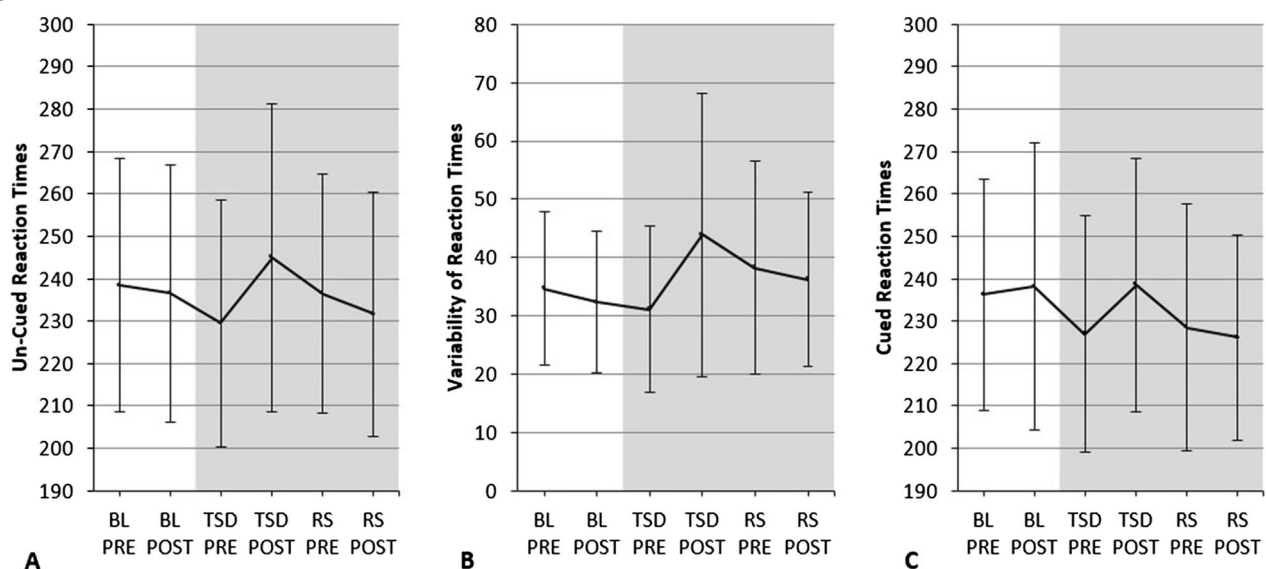 Un-Cued Reaction Times
300
290
280
270
260
250
240
230
220
210
200
190
BL BL TSD TSD RS RS
PRE POST PRE POST PRE POST
A
Variability of Reaction Times
80
70
60
50
40
30
20
10
0
BL BL TSD TSD RS RS
PRE POST PRE POST PRE POST
B
Cued Reaction Times
300
290
280
270
260
250
240
230
220
210
200
190
BL BL TSD TSD RS RS
PRE POST PRE POST PRE POST
C